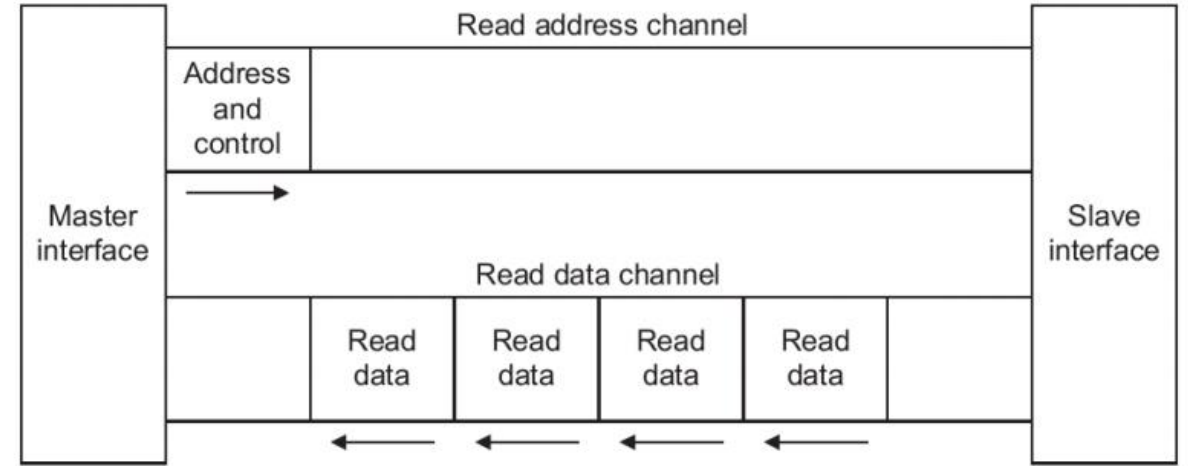 Read address channel
Address
and
control
Master
interface
Slave
interface
Read data channel
Read
data
Read
data
Read
data
Read
data